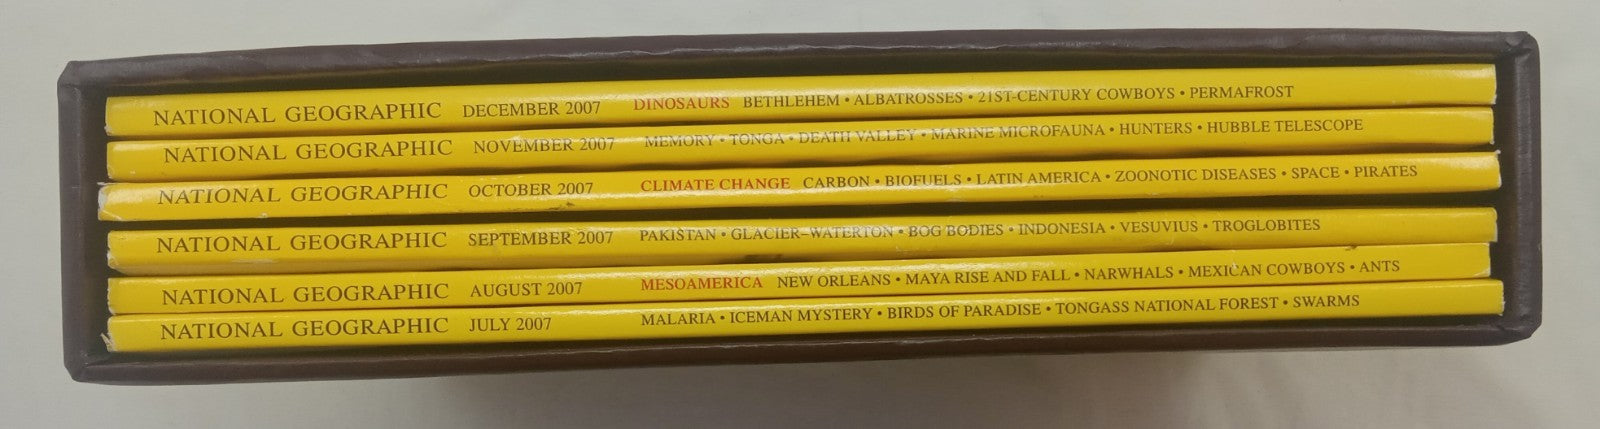 NATIONAL GEOGRAPHIC DECEMBER 2007 DINOSAURS BETHLEHEM • ALBATROSSES • 21ST-CENTURY COWBOYS • PERMAFROST
NATIONAL GEOGRAPHIC NOVEMBER 2007 MEMORY • TONGA • DEATH VALLEY • MARINE MICROFAUNA • HUNTERS • HUBBLE TELESCOPE
NATIONAL GEOGRAPHIC OCTOBER 2007 CLIMATE CHANGE CARBON • BIOFUELS • LATIN AMERICA • ZOONOTIC DISEASES • SPACE • PIRATES
NATIONAL GEOGRAPHIC SEPTEMBER 2007 PAKISTAN • GLACIER–WATERTON • BOG BODIES • INDONESIA • VESUVIUS • TROGLOBITES
NATIONAL GEOGRAPHIC AUGUST 2007 MESOAMERICA NEW ORLEANS • MAYA RISE AND FALL • NARWHALS • MEXICAN COWBOYS • ANTS
NATIONAL GEOGRAPHIC JULY 2007 MALARIA • ICEMAN MYSTERY • BIRDS OF PARADISE • TONGASS NATIONAL FOREST • SWARMS